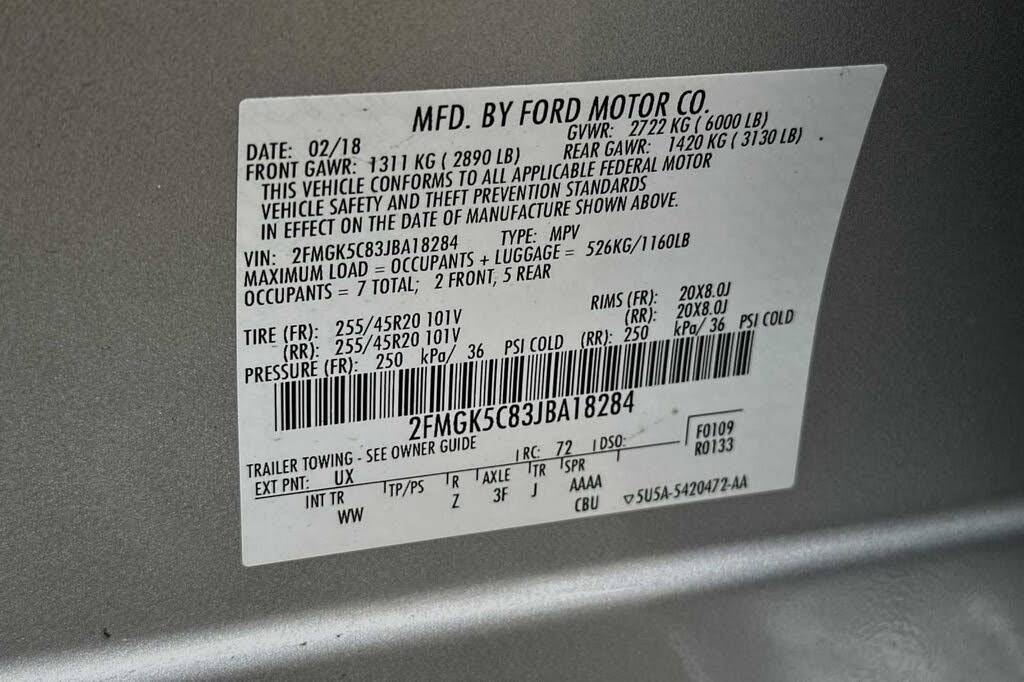 MFD. BY FORD MOTOR CO.
DATE: 02/18 GVWR: 2722 KG ( 6000 LB)
FRONT GAWR: 1311 KG ( 2890 LB) REAR GAWR: 1420 KG ( 3130 LB)
THIS VEHICLE CONFORMS TO ALL APPLICABLE FEDERAL MOTOR
VEHICLE SAFETY AND THEFT PREVENTION STANDARDS
IN EFFECT ON THE DATE OF MANUFACTURE SHOWN ABOVE.
VIN: 2FMGK5C83JBA18284 TYPE: MPV
MAXIMUM LOAD = OCCUPANTS + LUGGAGE = 526KG/1160LB
OCCUPANTS = 7 TOTAL; 2 FRONT, 5 REAR
TIRE (FR): 255/45R20 101V RIMS (FR): 20X8.0J
(RR): 255/45R20 101V (RR): 20X8.0J
PRESSURE (FR): 250 kPa/ 36 PSI COLD (RR): 250 kPa/ 36 PSI COLD
2FMGK5C83JBA18284
TRAILER TOWING - SEE OWNER GUIDE
F0109
EXT PNT: UX RC: 72 DSO: R0133
INT TR TP/PS R AXLE TR SPR
WW Z 3F J AAAA
CBU ▽5U5A-5420472-AA